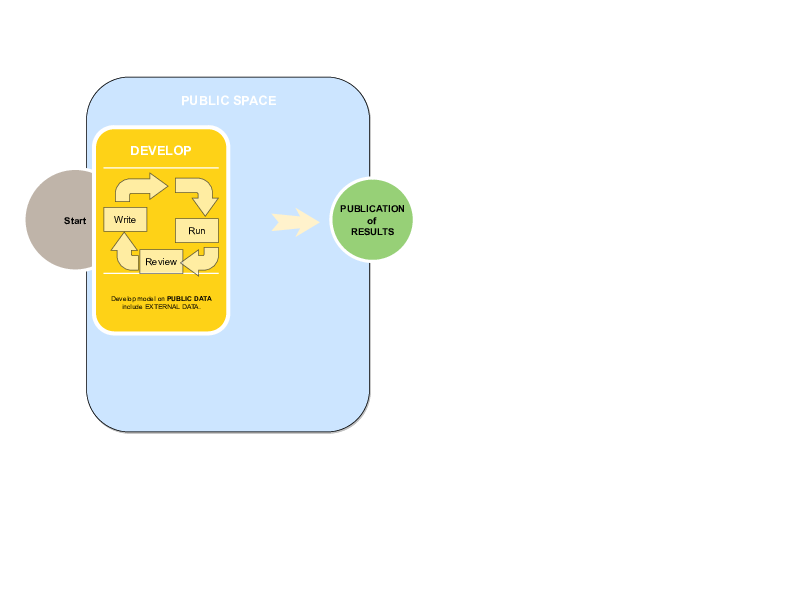 PUBLIC SPACE
DEVELOP
Start
Write
Run
Review
Develop model on PUBLIC DATA
include EXTERNAL DATA.
PUBLICATION
of
RESULTS